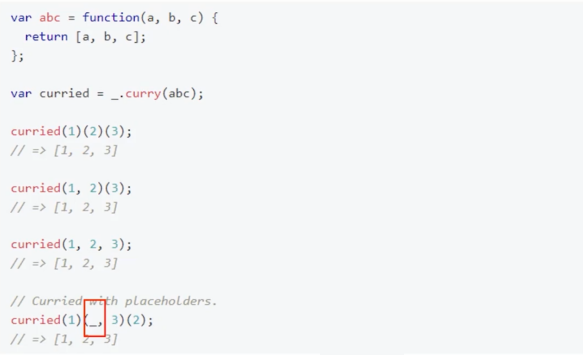 var abc = function(a, b, c) {
return [a, b, c];
};
var curried = _.curry(abc);
curried(1)(2)(3);
// => [1, 2, 3]
curried(1, 2)(3);
// => [1, 2, 3]
curried(1, 2, 3);
// => [1, 2, 3]
// Curried with placeholders.
curried(1)(_, 3)(2);
// => [1, 2, 3]